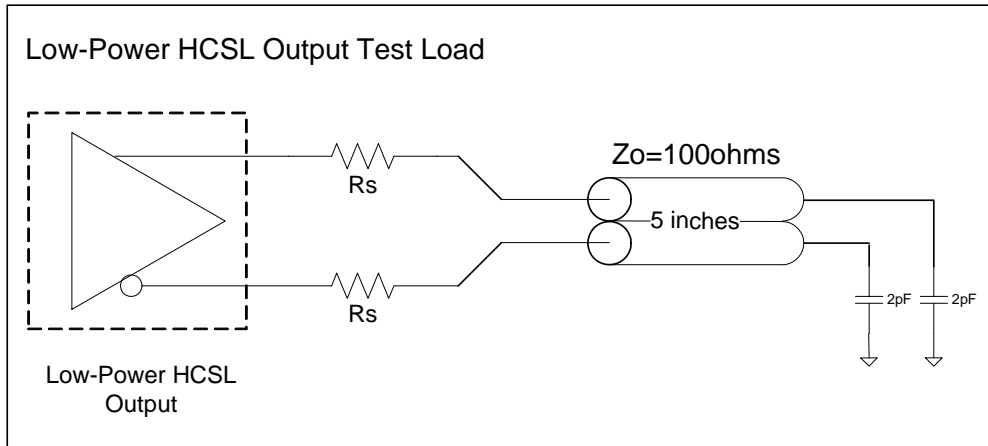 Low-Power HCSL Output Test Load
Rs
Zo=100ohms
5 inches
Rs
2pF
2pF
Low-Power HCSL
Output